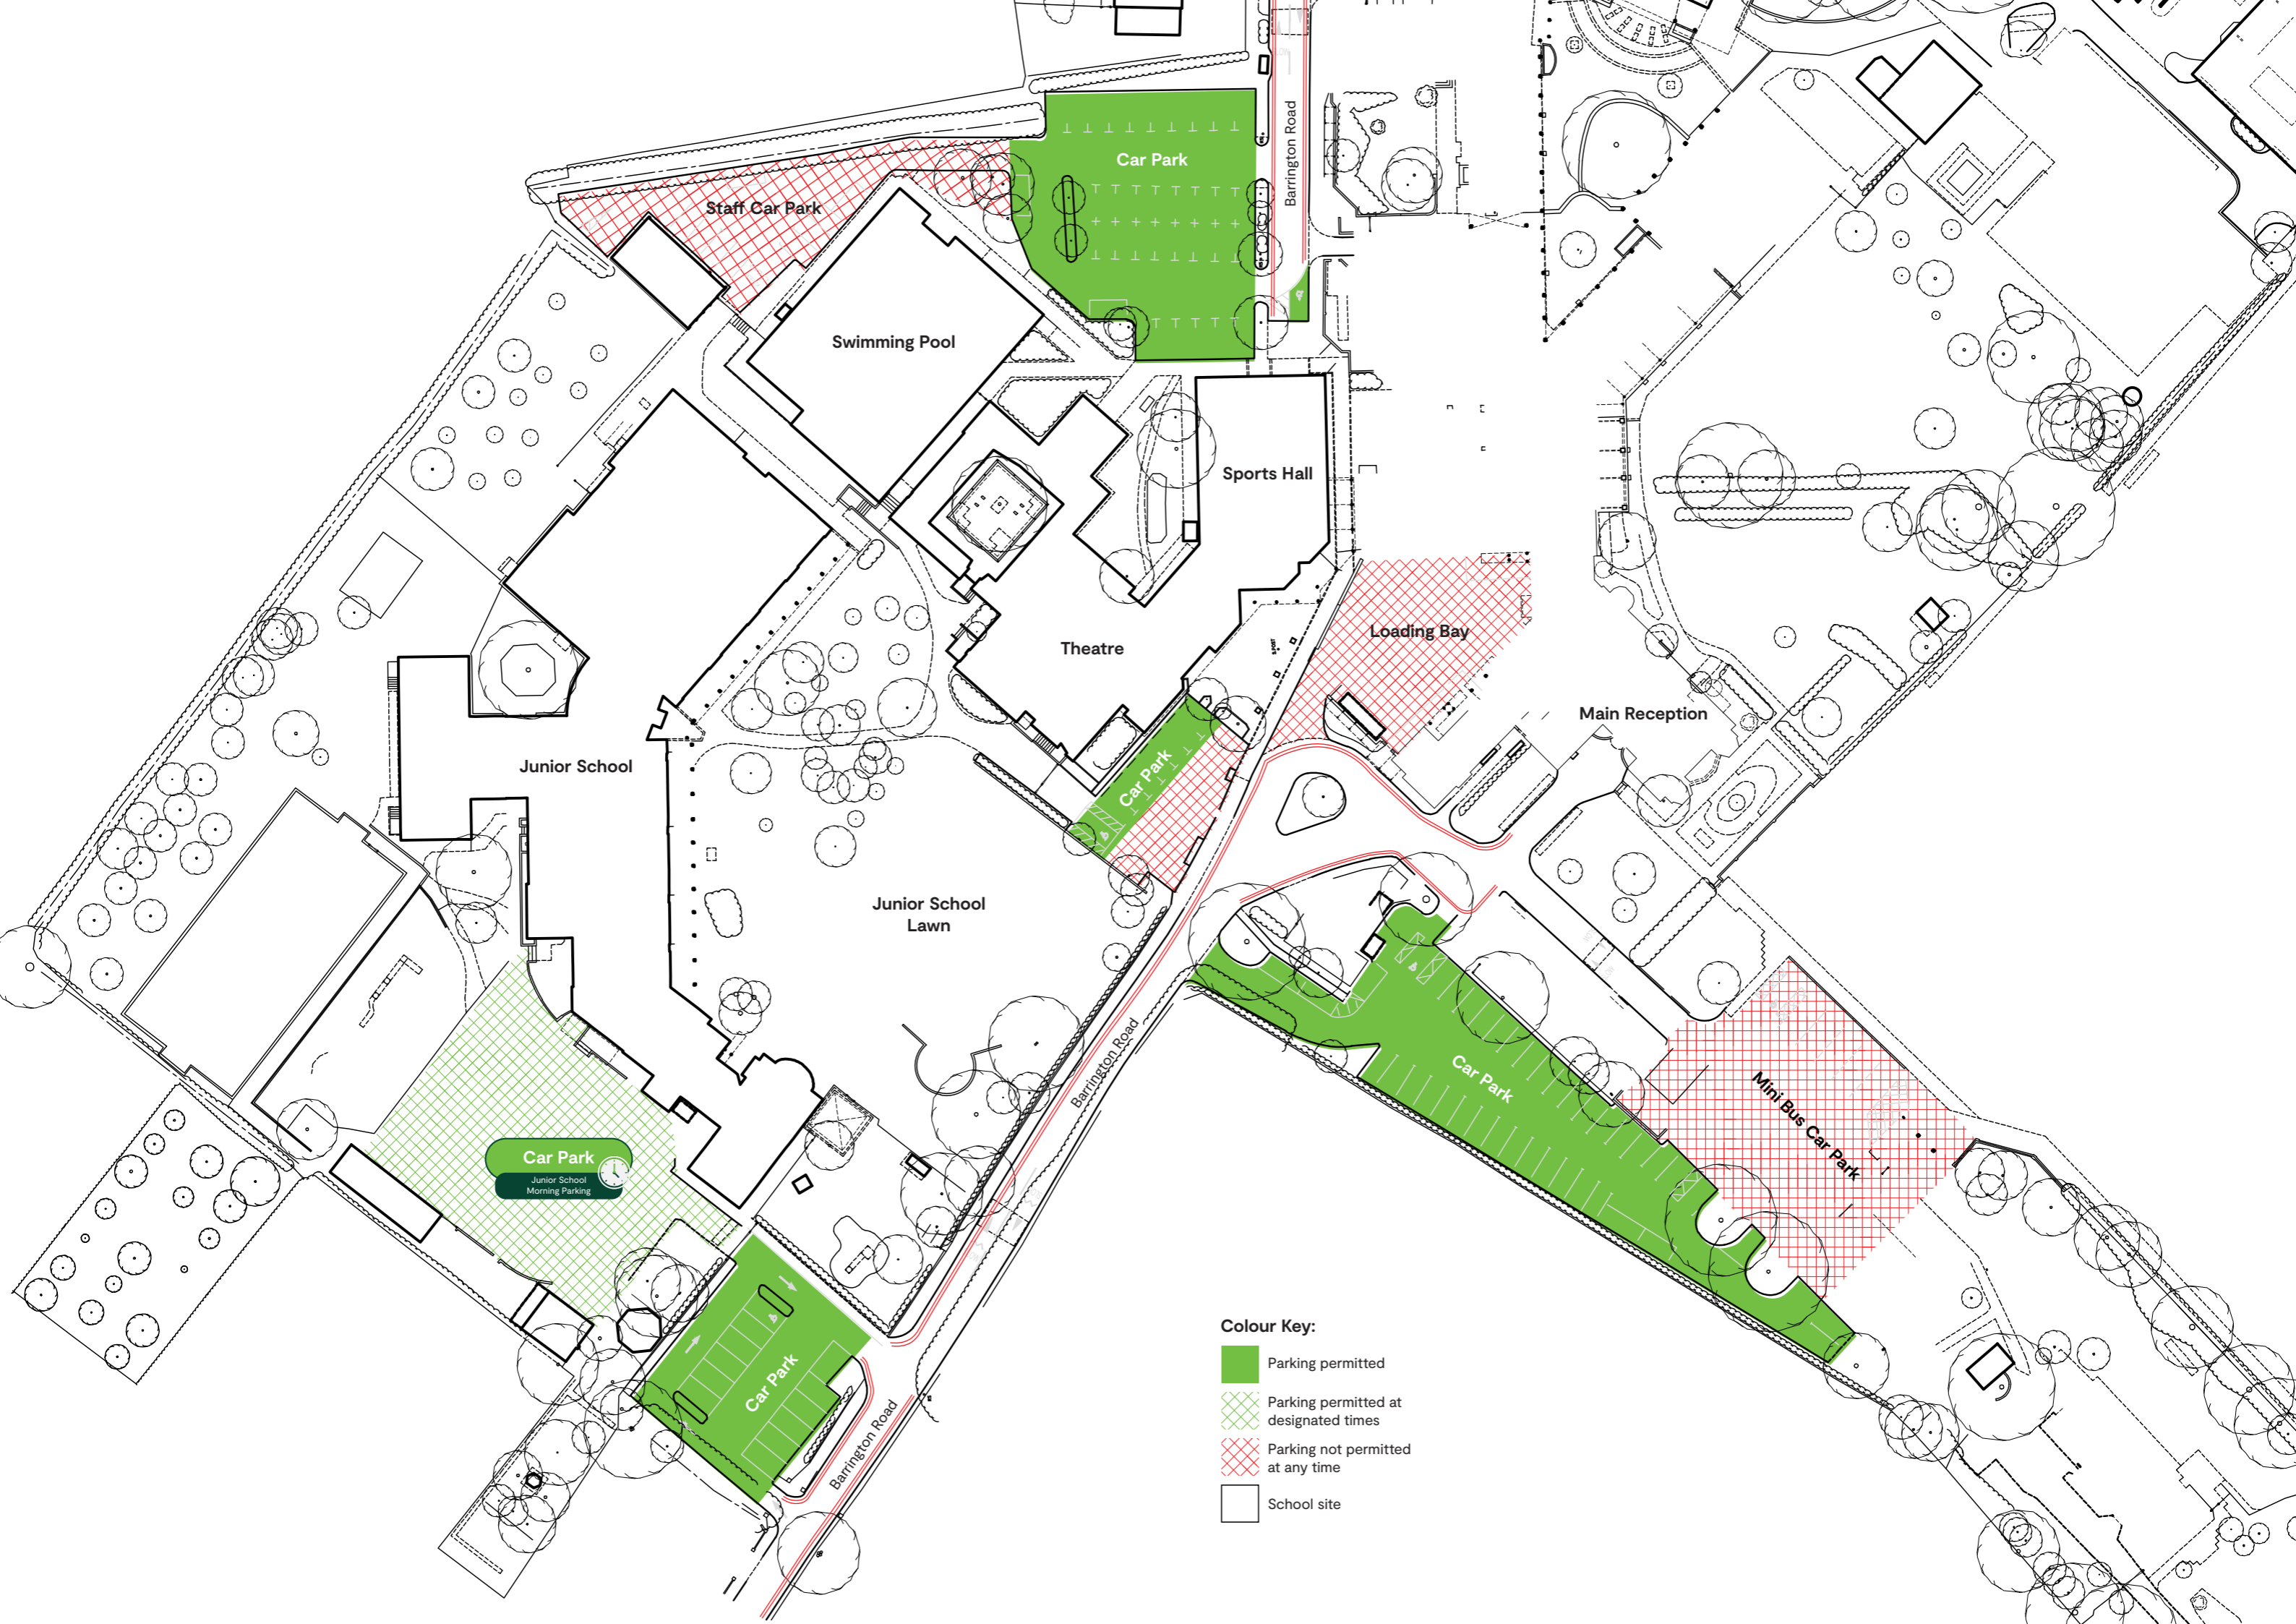 Barrington Road
Car Park
Staff Car Park
Swimming Pool
Sports Hall
Loading Bay
Theatre
Main Reception
Junior School
Car Park
Junior School
Lawn
Barrington Road
Car Park
Mini Bus Car Park
Car Park
Junior School
Morning Parking
Car Park
Barrington Road
Colour Key:
Parking permitted
Parking permitted at
designated times
Parking not permitted
at any time
School site